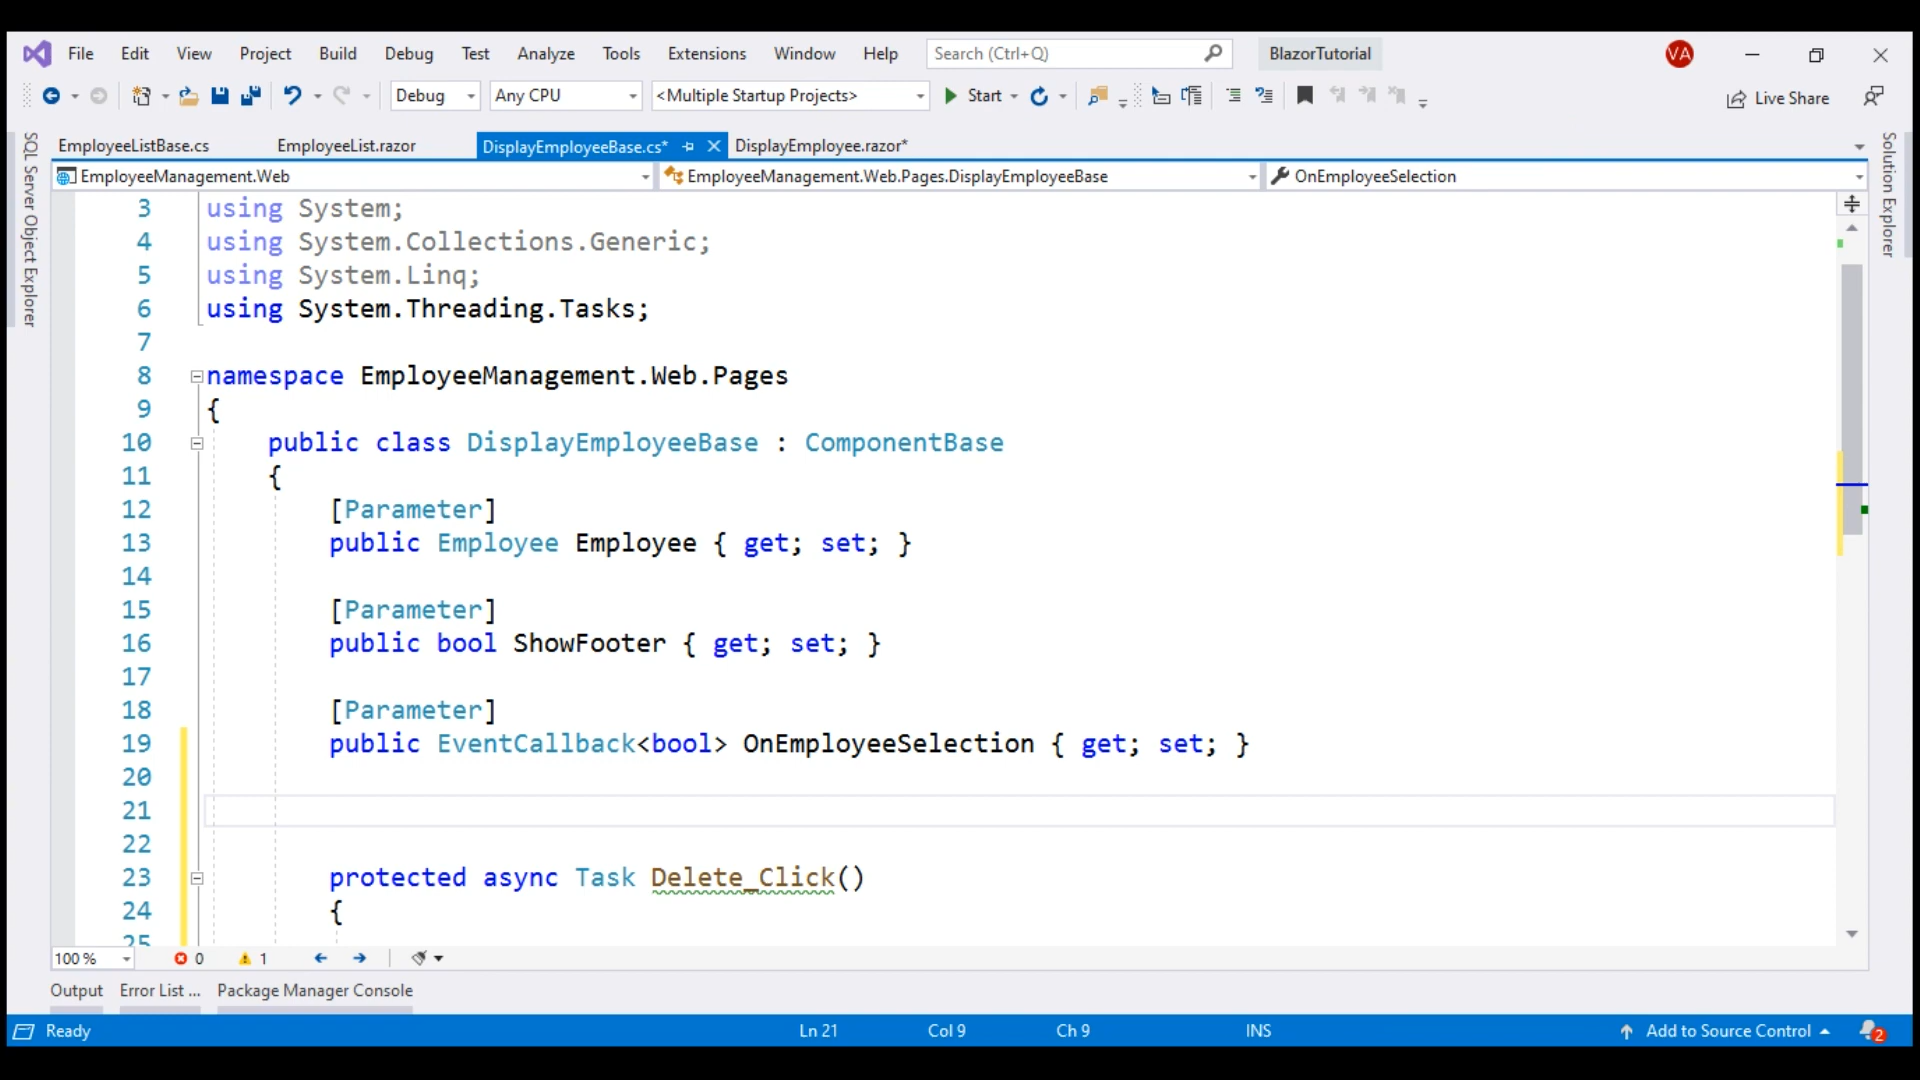 File Edit View Project Build Debug Test Analyze Tools Extensions Window Help Search (Ctrl+Q) BlazorTutorial VA
Debug Any CPU <Multiple Startup Projects> Start Live Share
EmployeeListBase.cs EmployeeList.razor DisplayEmployeeBase.cs* DisplayEmployee.razor*
EmployeeManagement.Web EmployeeManagement.Web.Pages.DisplayEmployeeBase OnEmployeeSelection
SQL Server Object Explorer
Solution Explorer
3 using System;
4 using System.Collections.Generic;
5 using System.Linq;
6 using System.Threading.Tasks;
7
8 namespace EmployeeManagement.Web.Pages
9 {
10 public class DisplayEmployeeBase : ComponentBase
11 {
12 [Parameter]
13 public Employee Employee { get; set; }
14
15 [Parameter]
16 public bool ShowFooter { get; set; }
17
18 [Parameter]
19 public EventCallback<bool> OnEmployeeSelection { get; set; }
20
21
22
23 protected async Task Delete_Click()
24 {
25
100 % 0 1
Output Error List ... Package Manager Console
Ready Ln 21 Col 9 Ch 9 INS Add to Source Control 2